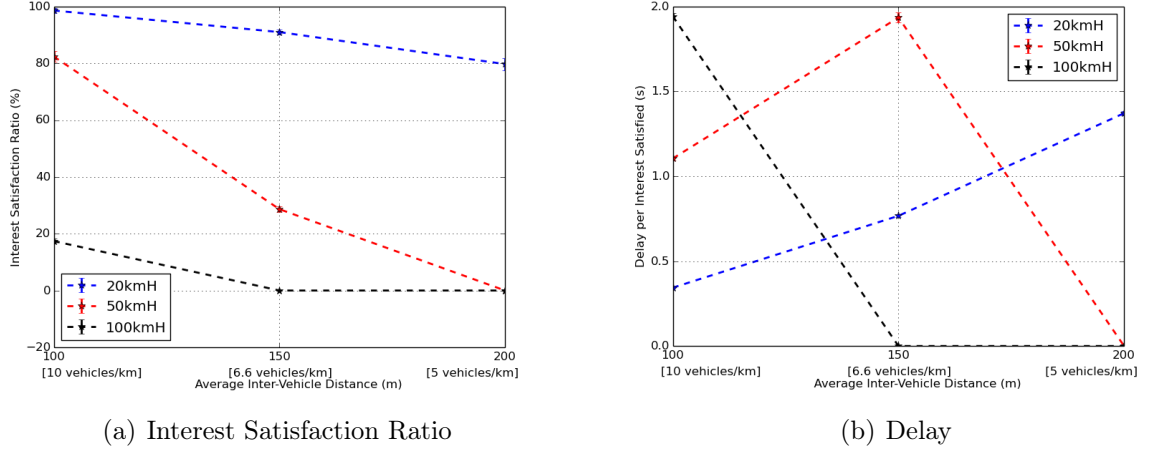 100
80
60
40
20
0
−20
Interest Satisfaction Ratio (%)
20kmH
50kmH
100kmH
100 150 200
[10 vehicles/km] [6.6 vehicles/km] [5 vehicles/km]
Average Inter-Vehicle Distance (m)
(a) Interest Satisfaction Ratio
2.0
1.5
1.0
0.5
0.0
Delay per Interest Satisfied (s)
20kmH
50kmH
100kmH
100 150 200
[10 vehicles/km] [6.6 vehicles/km] [5 vehicles/km]
Average Inter-Vehicle Distance (m)
(b) Delay